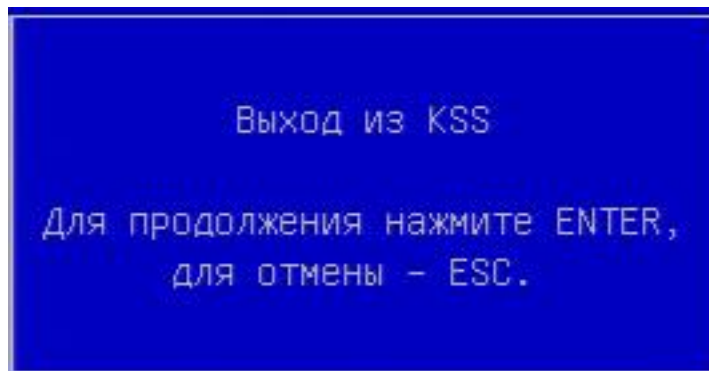 Выход из KSS
Для продолжения нажмите ENTER,
для отмены - ESC.